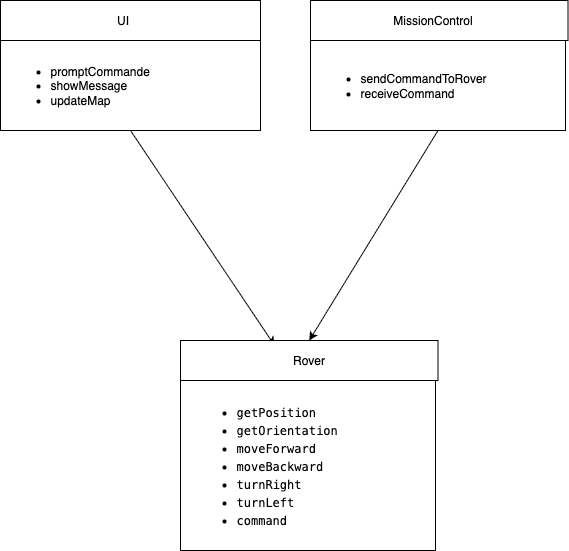 UI
promptCommande
showMessage
updateMap
MissionControl
sendCommandToRover
receiveCommand
Rover
getPosition
getOrientation
moveForward
moveBackward
turnRight
turnLeft
command